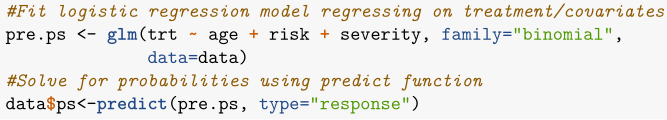 #Fit logistic regression model regressing on treatment/covariates
pre.ps <- glm(trt ~ age + risk + severity, family="binomial",
              data=data)
#Solve for probabilities using predict function
data$ps<-predict(pre.ps, type="response")